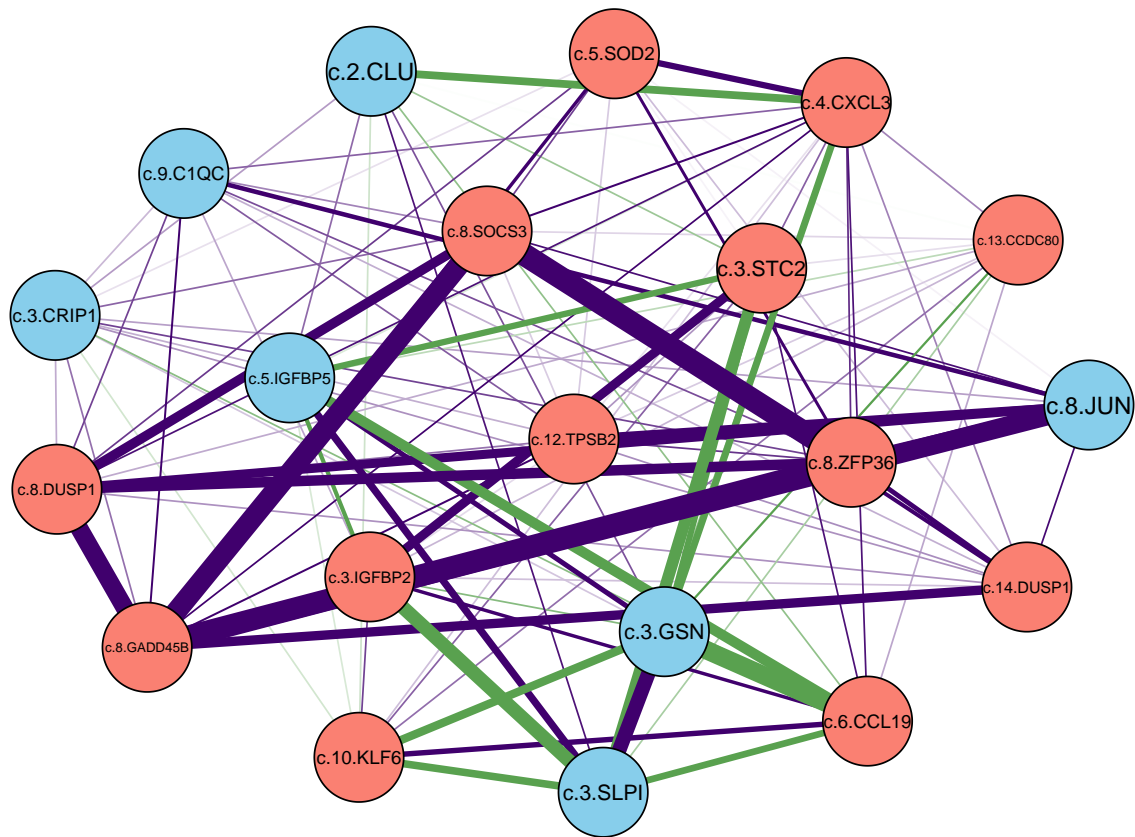 c.5.SOD2
c.2.CLU
c.4.CXCL3
c.9.C1QC
c.8.SOCS3
c.13.CCDC80
c.3.STC2
c.3.CRIP1
c.5.IGFBP5
c.8.JUN
c.12.TPSB2
c.8.ZFP36
c.8.DUSP1
c.3.IGFBP2
c.14.DUSP1
c.3.GSN
c.8.GADD45B
c.6.CCL19
c.10.KLF6
c.3.SLPI